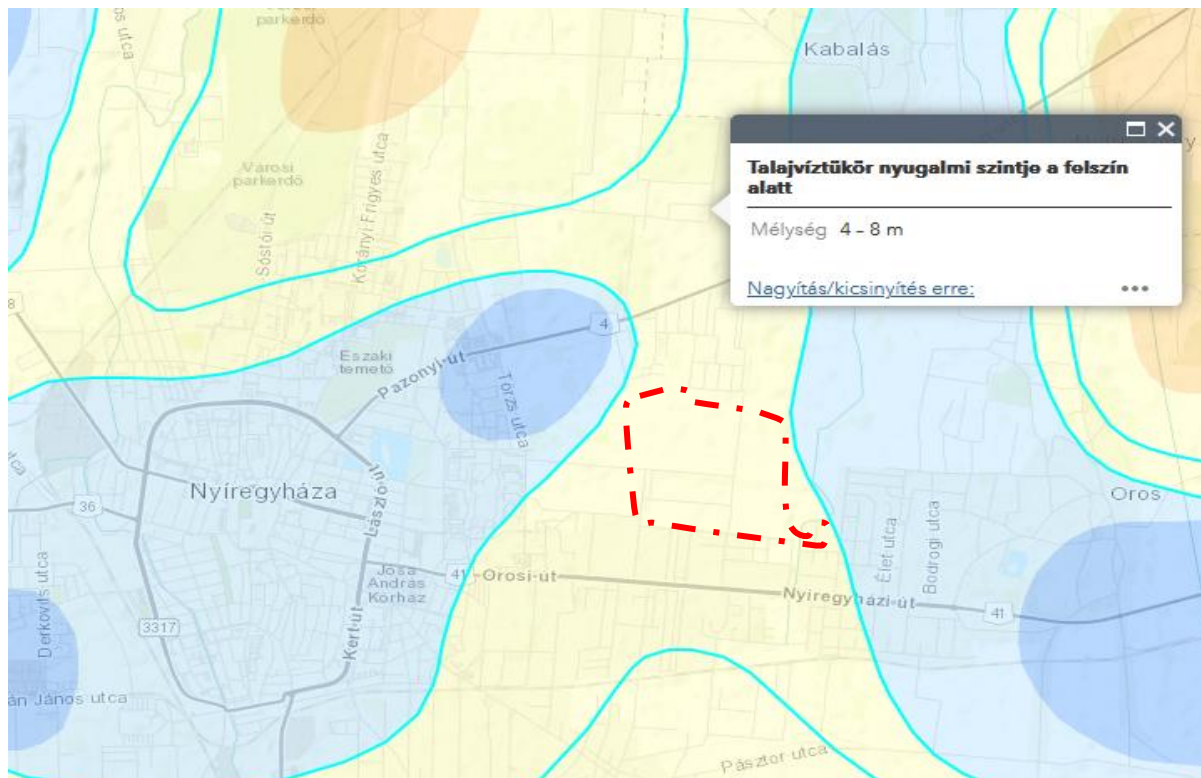 parkerdő
Kabalás
Városi
parkerdő
Sóstói út
Korányi Frigyes utca
Talajvíztükör nyugalmi szintje a felszín
alatt
Mélység 4 – 8 m
Nagyítás/kicsinyítés erre:
8
4
Északi
temető
Pazonyi út
Törzs utca
Nyíregyháza
36
László u.
Oros
Élet utca
Bodrogi utca
Jósa
András
Kórház
41
Orosi út
Nyíregyházi út
41
3317
Derkovits utca
Kert út
án János utca
Pásztor utca